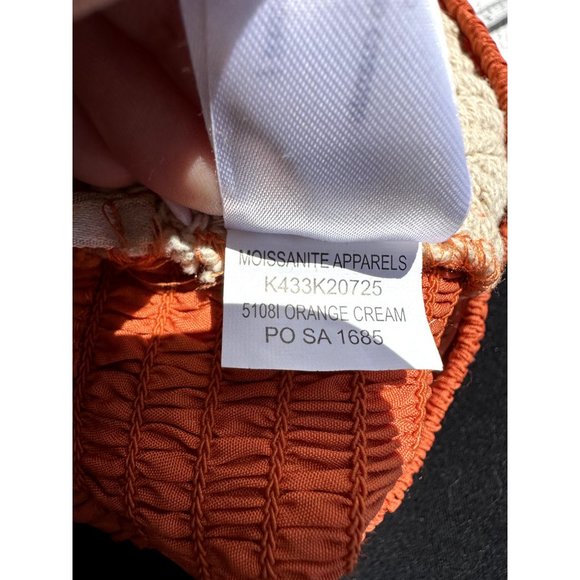 MOISSANITE APPARELS
K433K20725
5108I ORANGE CREAM
PO SA 1685